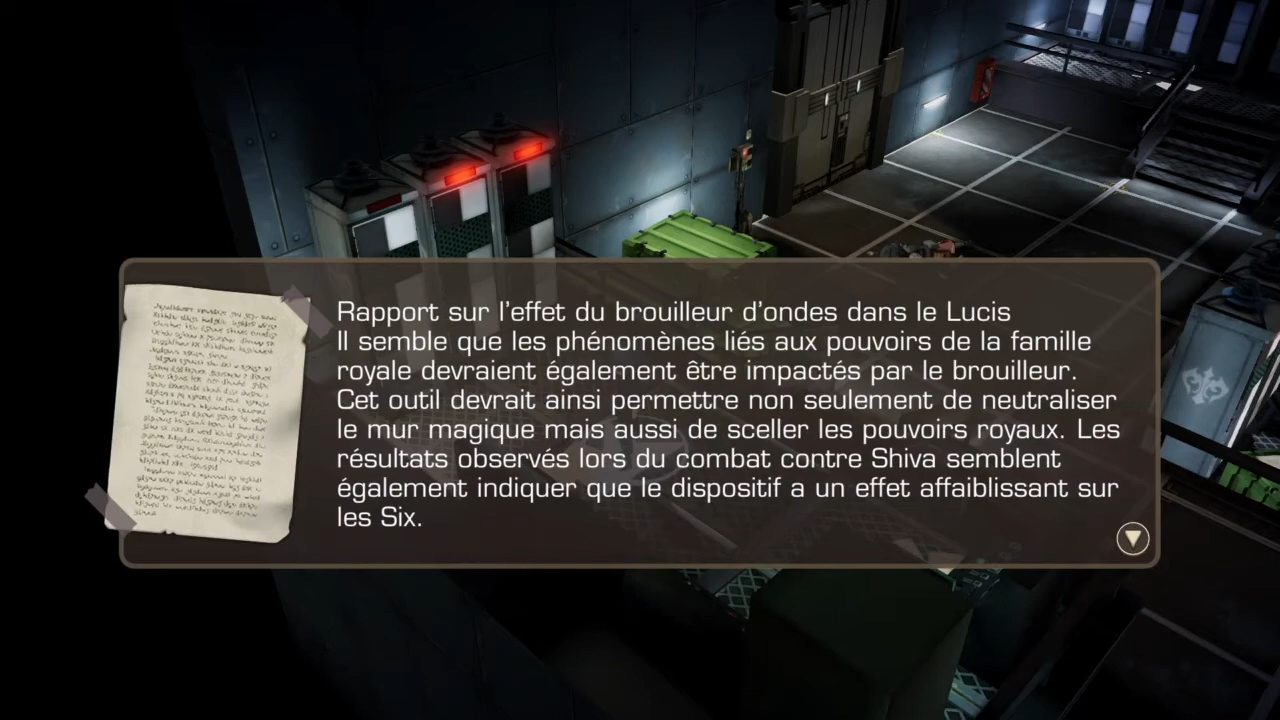 Rapport sur l'effet du brouilleur d'ondes dans le Lucis
Il semble que les phénomènes liés aux pouvoirs de la famille
royale devraient également être impactés par le brouilleur.
Cet outil devrait ainsi permettre non seulement de neutraliser
le mur magique mais aussi de sceller les pouvoirs royaux. Les
résultats observés lors du combat contre Shiva semblent
également indiquer que le dispositif a un effet affaiblissant sur
les Six.